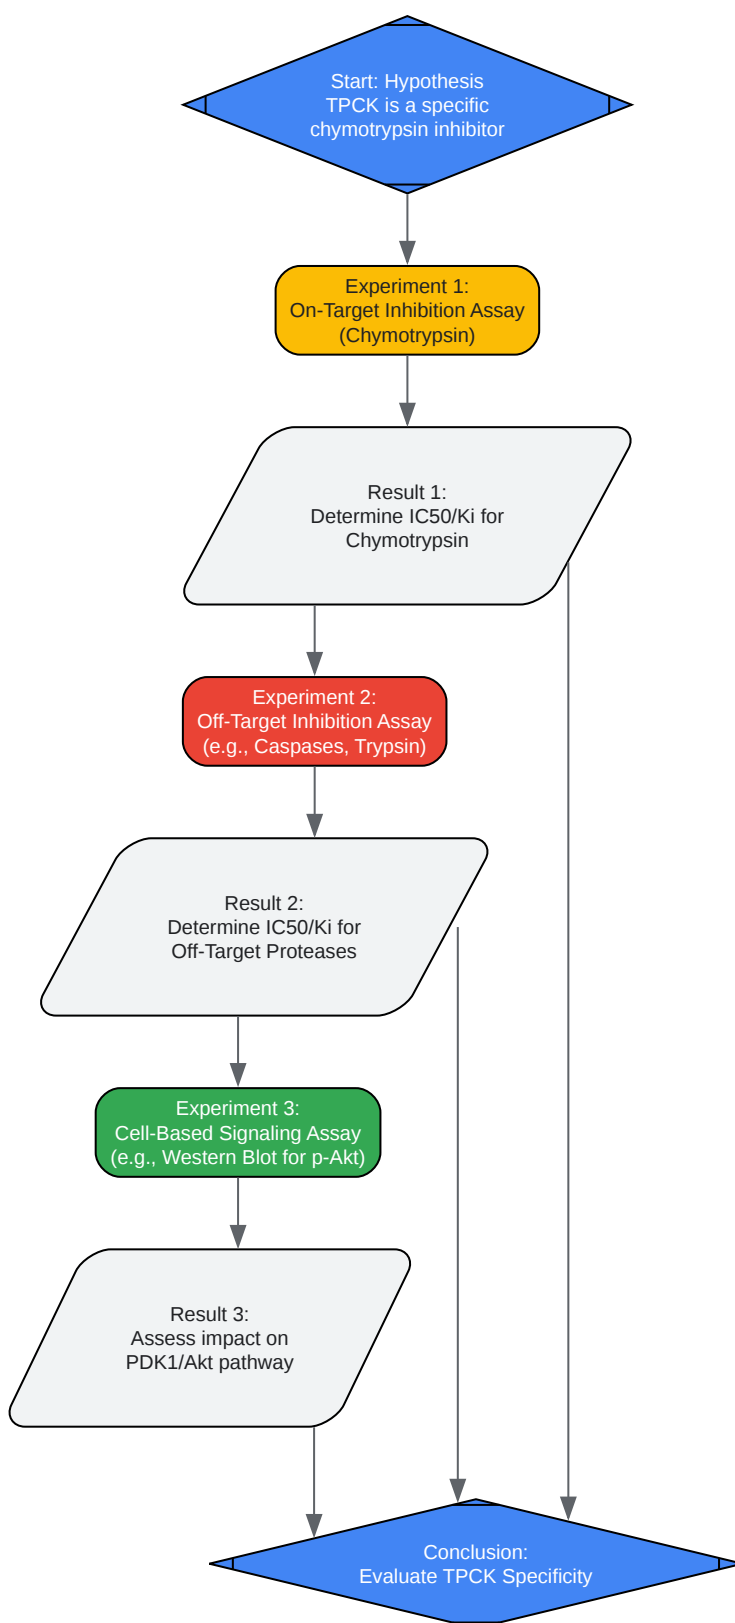 Start: Hypothesis
TPCK is a specific
chymotrypsin inhibitor
Experiment 1:
On-Target Inhibition Assay
(Chymotrypsin)
Result 1:
Determine IC50/Ki for
Chymotrypsin
Experiment 2:
Off-Target Inhibition Assay
(e.g., Caspases, Trypsin)
Result 2:
Determine IC50/Ki for
Off-Target Proteases
Experiment 3:
Cell-Based Signaling Assay
(e.g., Western Blot for p-Akt)
Result 3:
Assess impact on
PDK1/Akt pathway
Conclusion:
Evaluate TPCK Specificity